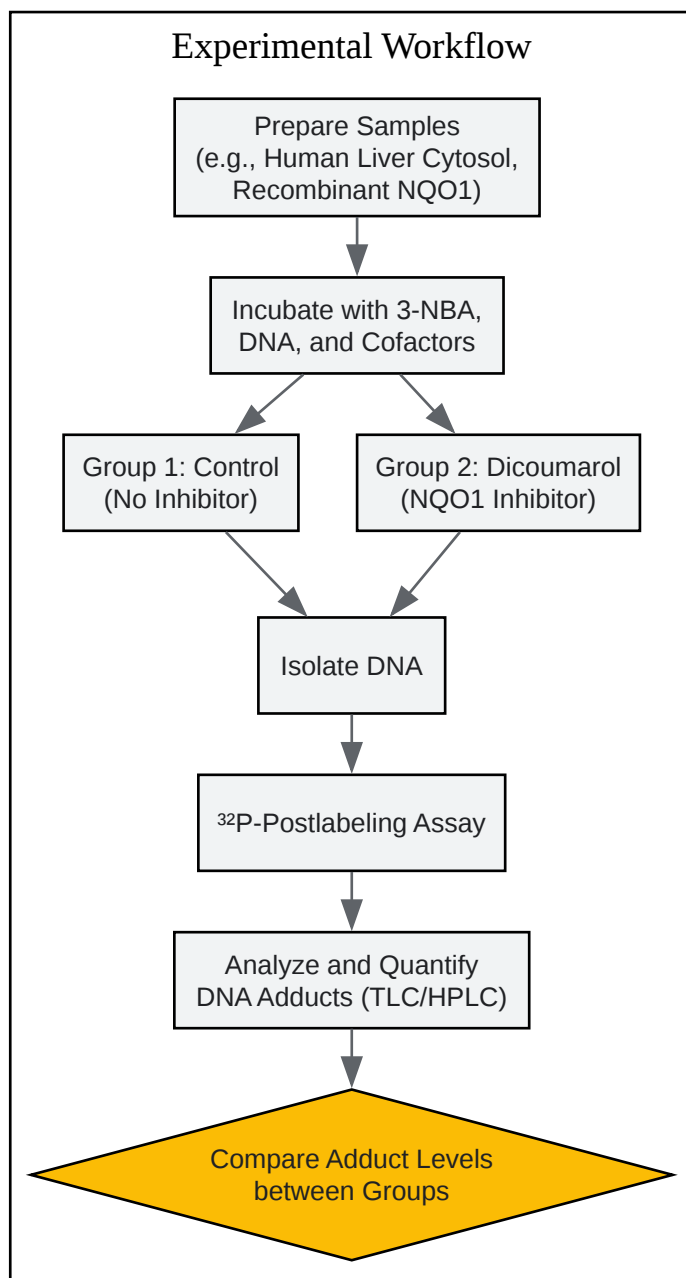 Experimental Workflow
Prepare Samples
(e.g., Human Liver Cytosol,
Recombinant NQO1)
Incubate with 3-NBA,
DNA, and Cofactors
Group 1: Control
(No Inhibitor)
Group 2: Dicoumarol
(NQO1 Inhibitor)
Isolate DNA
³²P-Postlabeling Assay
Analyze and Quantify
DNA Adducts (TLC/HPLC)
Compare Adduct Levels
between Groups